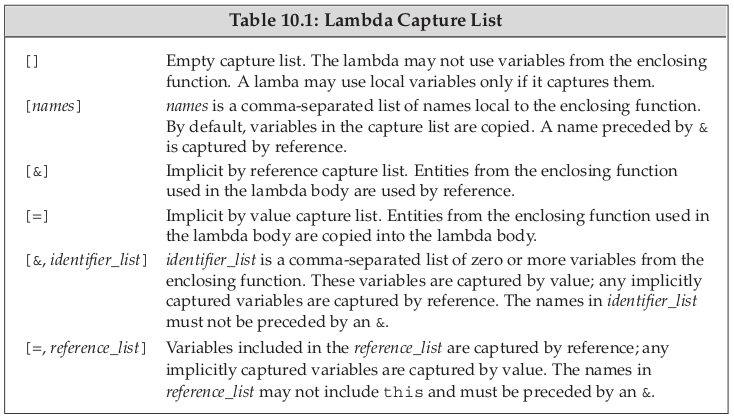 Table 10.1: Lambda Capture List
[] Empty capture list. The lambda may not use variables from the enclosing
function. A lamba may use local variables only if it captures them.
[names] names is a comma-separated list of names local to the enclosing function.
By default, variables in the capture list are copied. A name preceded by &
is captured by reference.
[&] Implicit by reference capture list. Entities from the enclosing function
used in the lambda body are used by reference.
[=] Implicit by value capture list. Entities from the enclosing function used in
the lambda body are copied into the lambda body.
[&, identifier_list] identifier_list is a comma-separated list of zero or more variables from the
enclosing function. These variables are captured by value; any implicitly
captured variables are captured by reference. The names in identifier_list
must not be preceded by an &.
[=, reference_list] Variables included in the reference_list are captured by reference; any
implicitly captured variables are captured by value. The names in
reference_list may not include this and must be preceded by an &.